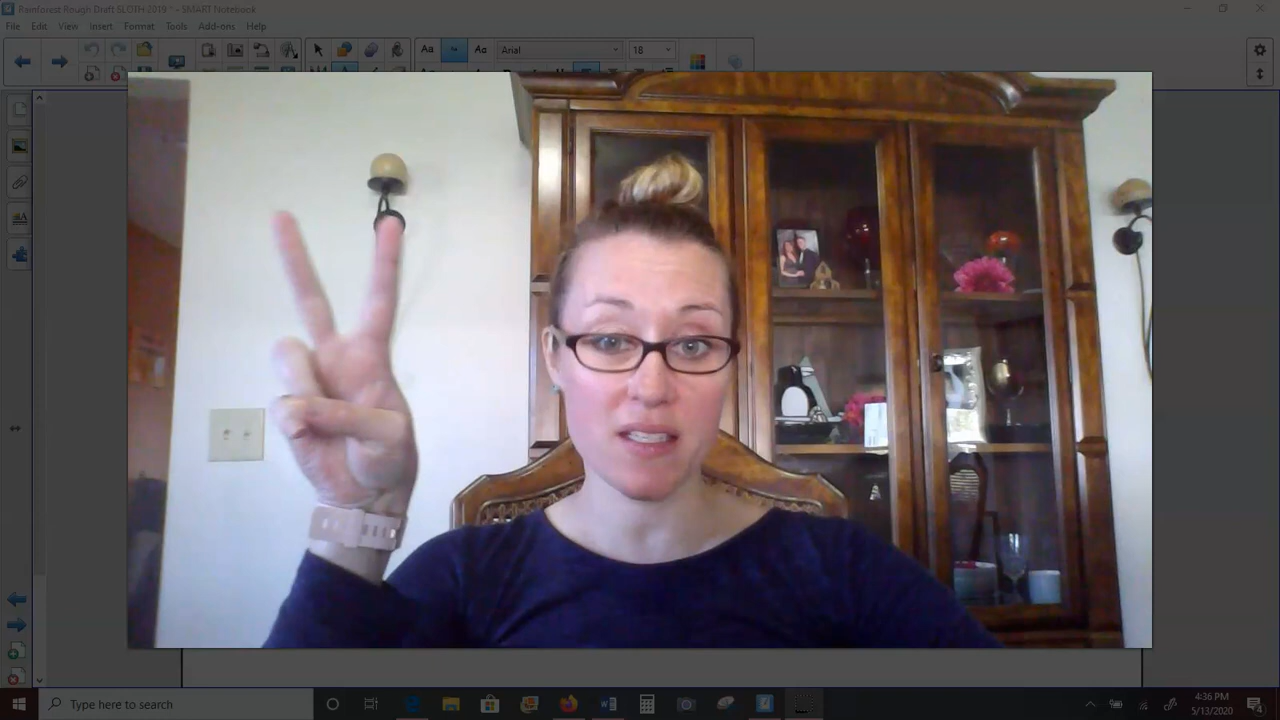 Rainforest Rough Draft SLOTH 2019 * - SMART Notebook
File Edit View Insert Format Tools Add-ons Help
Aa Aa Arial 18
Type here to search
4:36 PM
5/13/2020
4